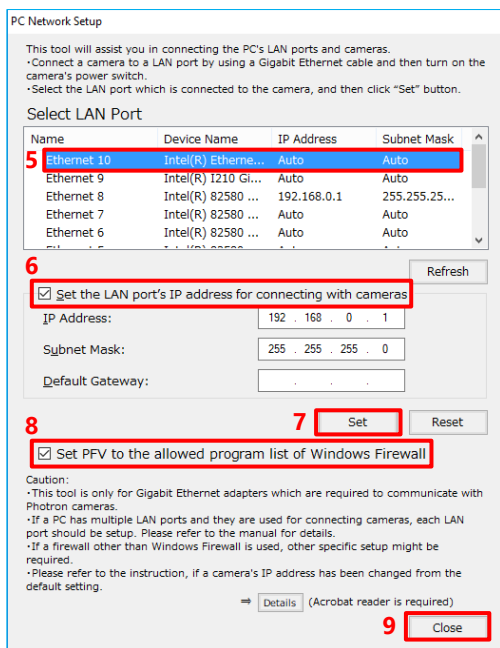 PC Network Setup
This tool will assist you in connecting the PC's LAN ports and cameras.
・Connect a camera to a LAN port by using a Gigabit Ethernet cable and then turn on the
camera's power switch.
・Select the LAN port which is connected to the camera, and then click “Set” button.
Select LAN Port
Name Device Name IP Address Subnet Mask
5 Ethernet 10 Intel(R) Etherne... Auto Auto
Ethernet 9 Intel(R) I210 Gi... Auto Auto
Ethernet 8 Intel(R) 82580 ... 192.168.0.1 255.255.25...
Ethernet 7 Intel(R) 82580 ... Auto Auto
Ethernet 6 Intel(R) 82580 ... Auto Auto
6
Refresh
Set the LAN port's IP address for connecting with cameras
IP Address: 192 . 168 . 0 . 1
Subnet Mask: 255 . 255 . 255 . 0
Default Gateway: . . .
7 Set Reset
8
Set PFV to the allowed program list of Windows Firewall
Caution:
・This tool is only for Gigabit Ethernet adapters which are required to communicate with
Photron cameras.
・If a PC has multiple LAN ports and they are used for connecting cameras, each LAN
port should be setup. Please refer to the manual for details.
・If a firewall other than Windows Firewall is used, other specific setup might be
required.
・Please refer to the instruction, if a camera's IP address has been changed from the
default setting.
⇒ Details (Acrobat reader is required)
9 Close